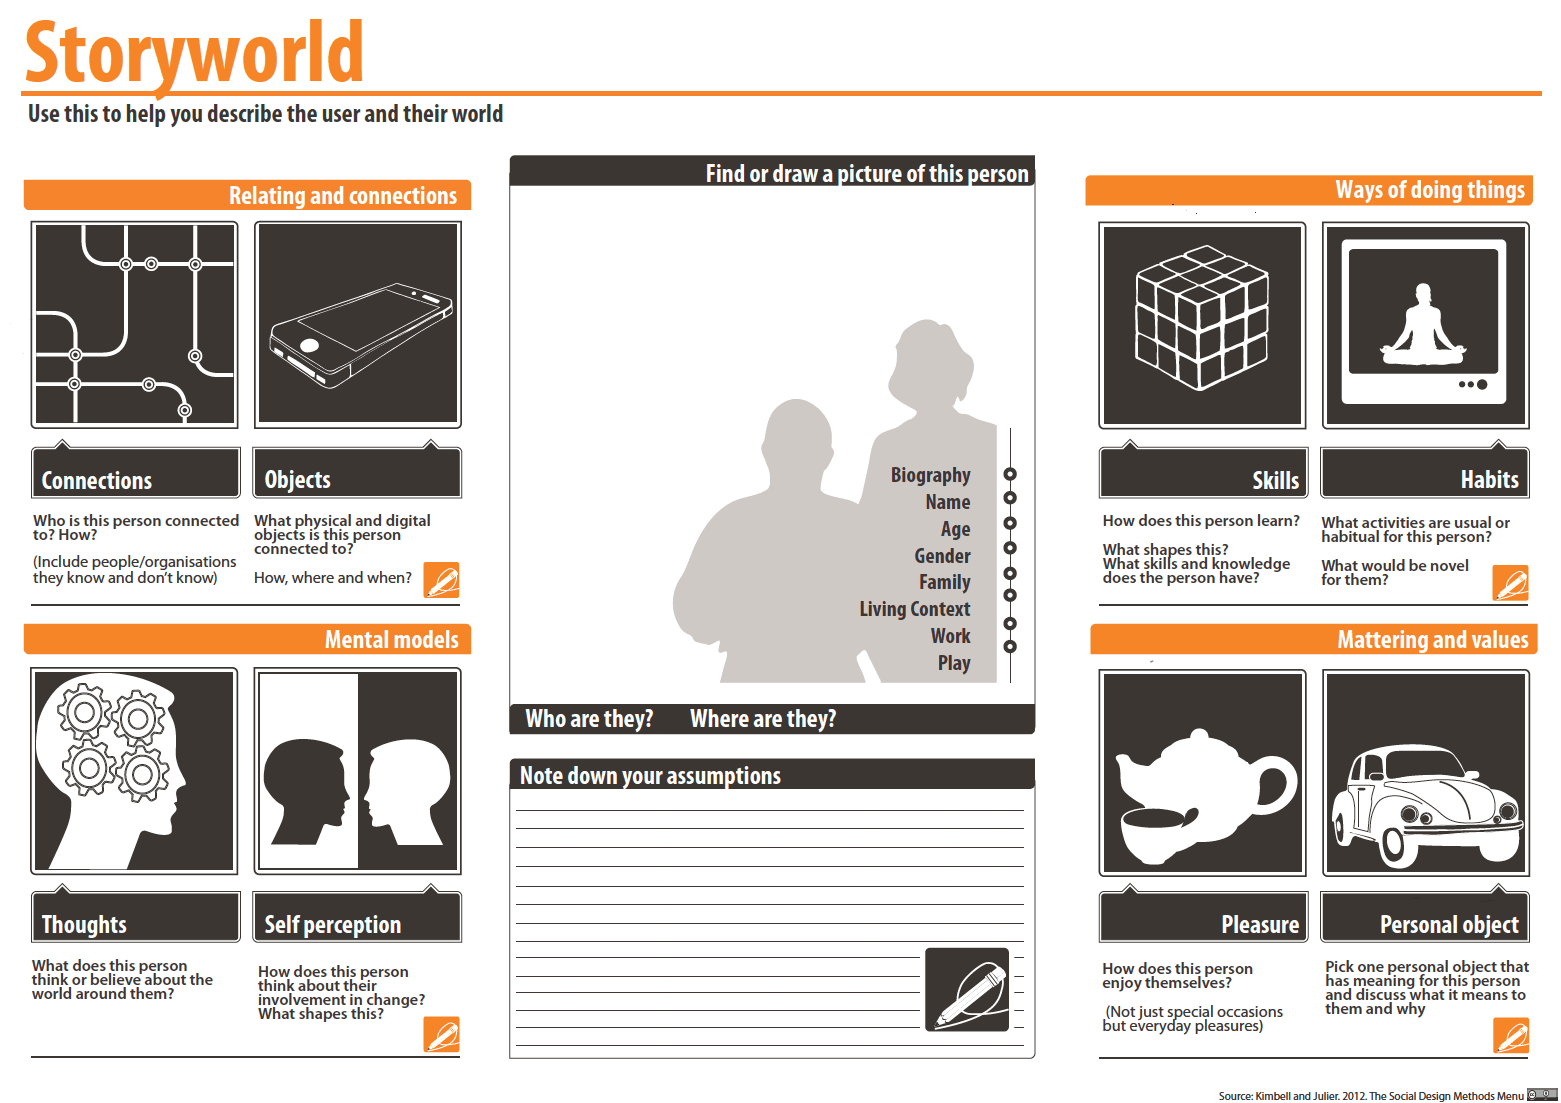 Storyworld
Use this to help you describe the user and their world
Relating and connections
Connections
Who is this person connected
to? How?
(Include people/organisations
they know and don't know)
Objects
What physical and digital
objects is this person
connected to?
How, where and when?
Mental models
Thoughts
What does this person
think or believe about the
world around them?
Self perception
How does this person
think about their
involvement in change?
What shapes this?
Find or draw a picture of this person
Biography
Name
Age
Gender
Family
Living Context
Work
Play
Who are they? Where are they?
Note down your assumptions
Ways of doing things
Skills
How does this person learn?
What shapes this?
What skills and knowledge
does the person have?
Habits
What activities are usual or
habitual for this person?
What would be novel
for them?
Mattering and values
Pleasure
How does this person
enjoy themselves?
(Not just special occasions
but everyday pleasures)
Personal object
Pick one personal object that
has meaning for this person
and discuss what it means to
them and why
Source: Kimbell and Julier. 2012. The Social Design Methods Menu